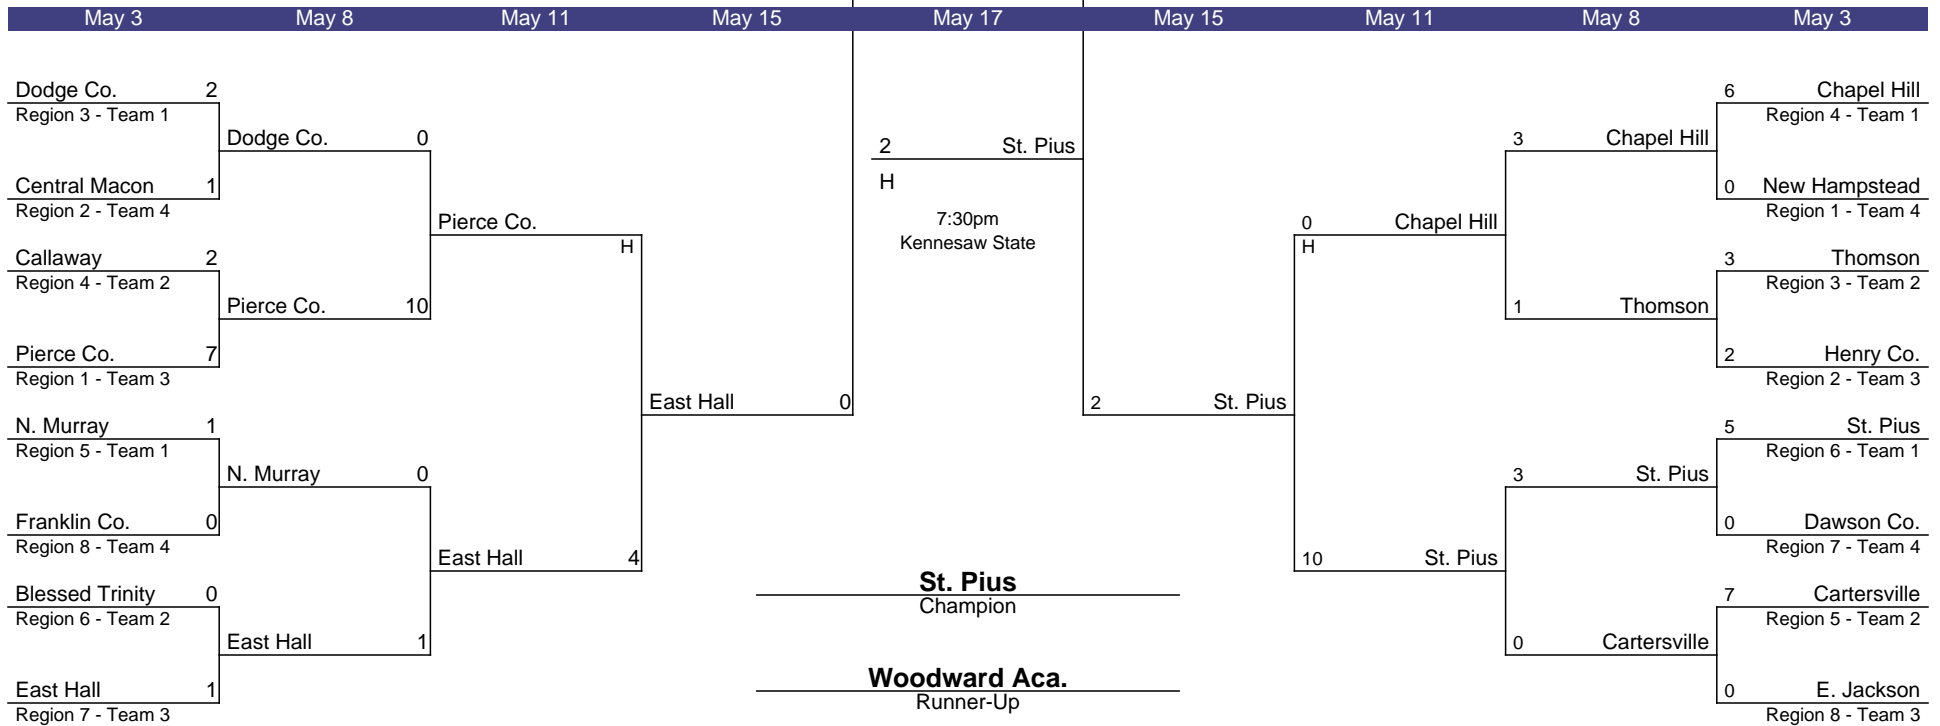 May 3 May 8 May 11 May 15 May 17 May 15 May 11 May 8 May 3
Dodge Co. 2
Region 3 - Team 1
Dodge Co. 0
Central Macon 1
Region 2 - Team 4
Pierce Co.
H
Callaway 2
Region 4 - Team 2
Pierce Co. 10
Pierce Co. 7
Region 1 - Team 3
East Hall 0
N. Murray 1
Region 5 - Team 1
N. Murray 0
Franklin Co. 0
Region 8 - Team 4
East Hall 4
Blessed Trinity 0
Region 6 - Team 2
East Hall 1
East Hall 1
Region 7 - Team 3
2 St. Pius
H
7:30pm
Kennesaw State
St. Pius
Champion
Woodward Aca.
Runner-Up
6 Chapel Hill
Region 4 - Team 1
3 Chapel Hill
0 New Hampstead
Region 1 - Team 4
0 Chapel Hill
H
3 Thomson
Region 3 - Team 2
1 Thomson
2 Henry Co.
Region 2 - Team 3
2 St. Pius
5 St. Pius
Region 6 - Team 1
3 St. Pius
0 Dawson Co.
Region 7 - Team 4
10 St. Pius
7 Cartersville
Region 5 - Team 2
0 Cartersville
0 E. Jackson
Region 8 - Team 3